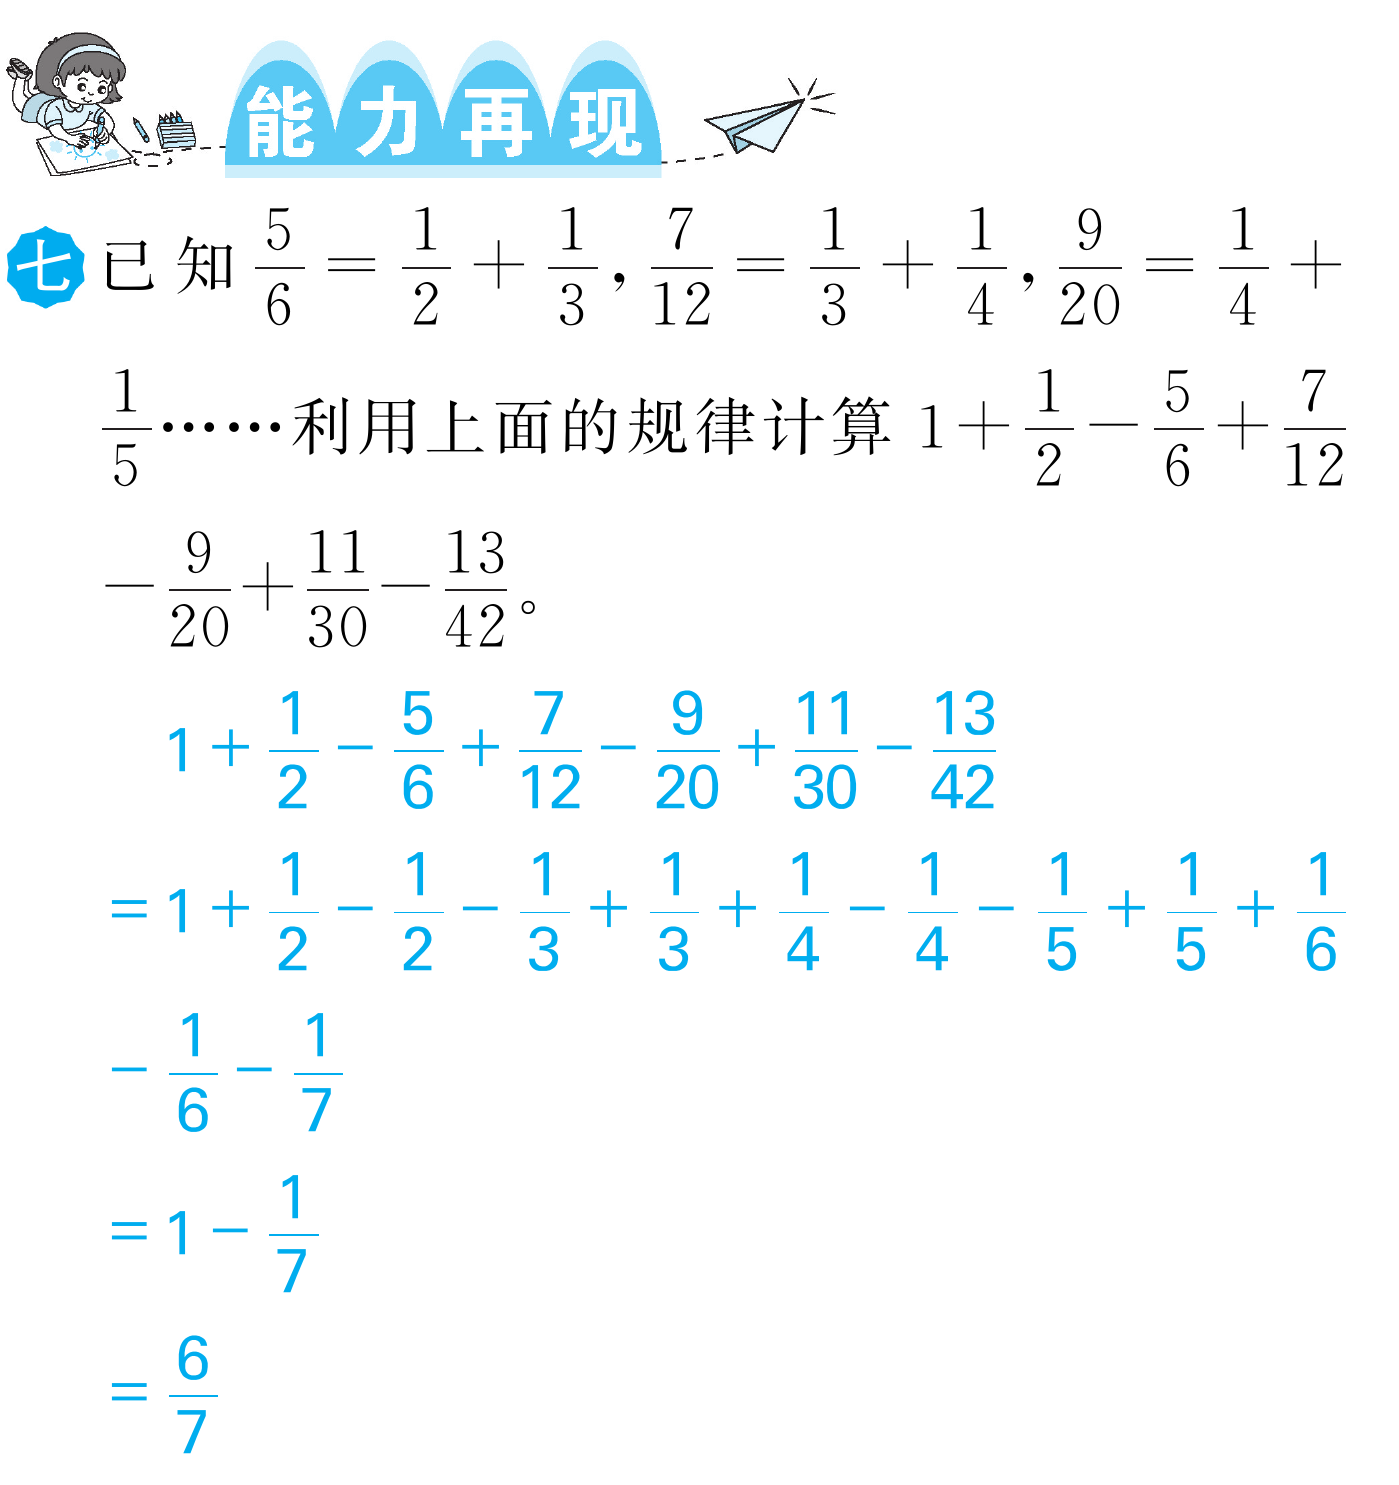 能力再现
七 已知 5/6 = 1/2 + 1/3, 7/12 = 1/3 + 1/4, 9/20 = 1/4 +
1/5 ……利用上面的规律计算 1 + 1/2 - 5/6 + 7/12
- 9/20 + 11/30 - 13/42。
1 + 1/2 - 5/6 + 7/12 - 9/20 + 11/30 - 13/42
= 1 + 1/2 - 1/2 - 1/3 + 1/3 + 1/4 - 1/4 - 1/5 + 1/5 + 1/6
- 1/6 - 1/7
= 1 - 1/7
= 6/7